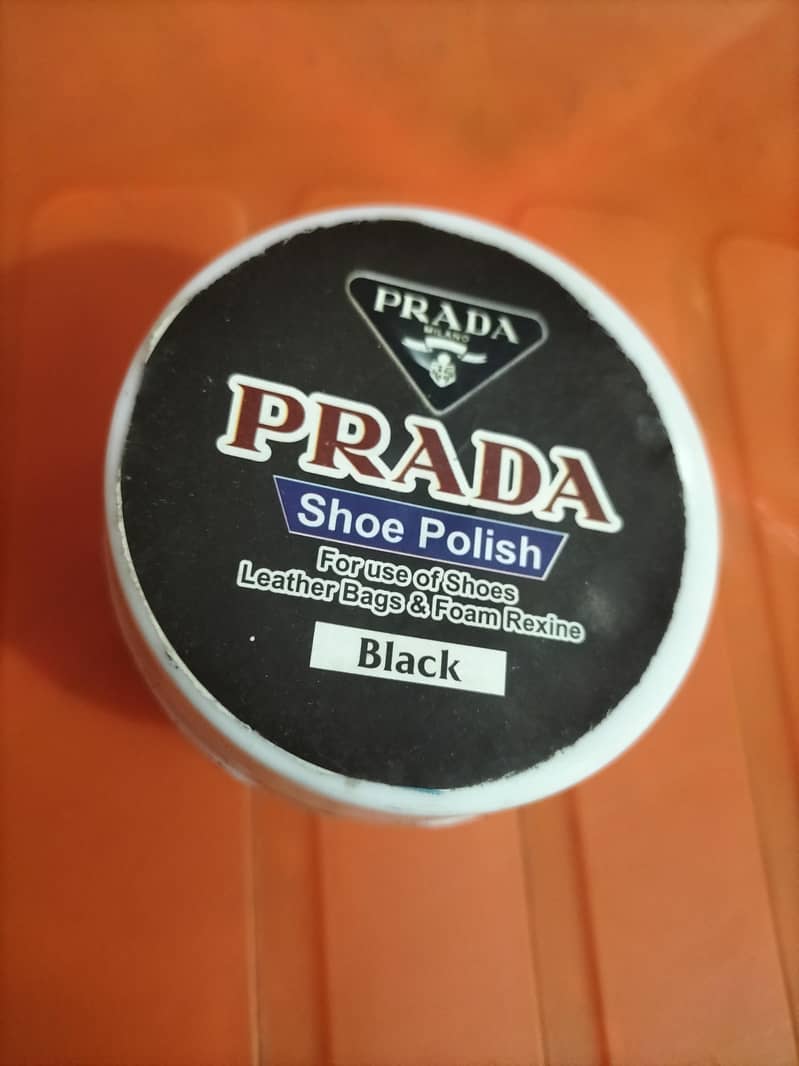 PRADA
MILANO
PRADA
Shoe Polish
For use of Shoes
Leather Bags & Foam Rexine
Black